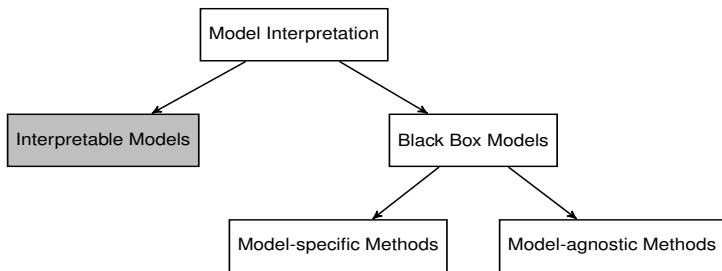 Model Interpretation
Interpretable Models
Black Box Models
Model-specific Methods
Model-agnostic Methods